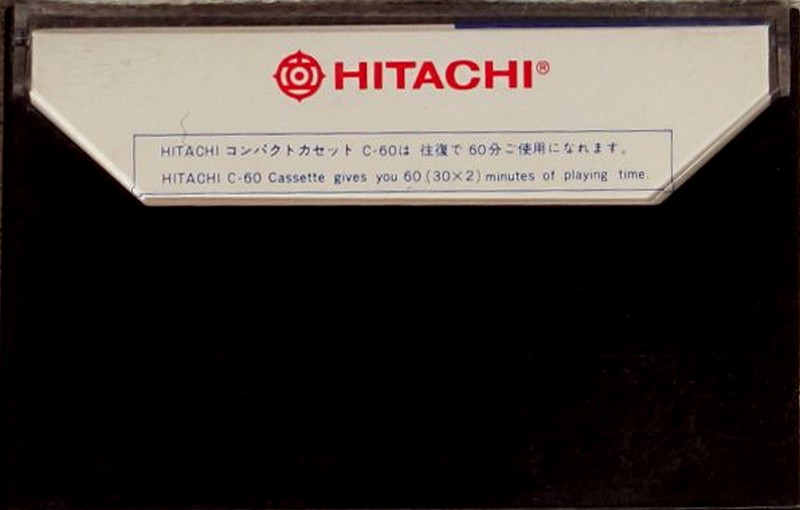 HITACHI®
HITACHI コンパクトカセット C-60は 往復で 60分ご使用になれます。
HITACHI C-60 Cassette gives you 60 (30×2) minutes of playing time.